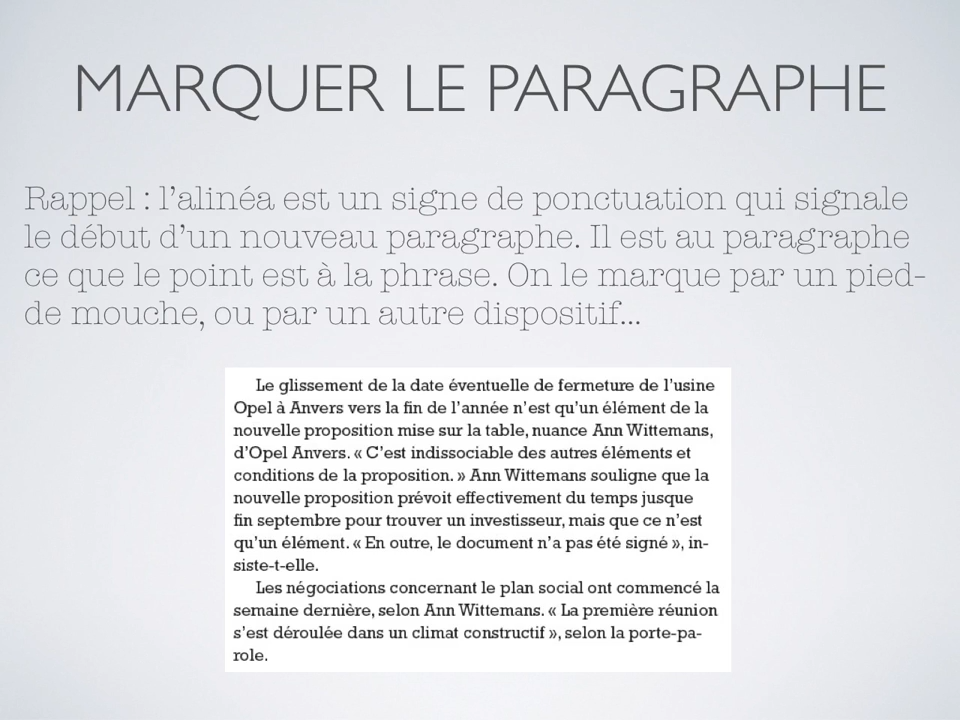 MARQUER LE PARAGRAPHE
Rappel : l’alinéa est un signe de ponctuation qui signale
le début d’un nouveau paragraphe. Il est au paragraphe
ce que le point est à la phrase. On le marque par un pied-
de mouche, ou par un autre dispositif...
Le glissement de la date éventuelle de fermeture de l’usine
Opel à Anvers vers la fin de l’année n’est qu’un élément de la
nouvelle proposition mise sur la table, nuance Ann Wittemans,
d’Opel Anvers. « C’est indissociable des autres éléments et
conditions de la proposition. » Ann Wittemans souligne que la
nouvelle proposition prévoit effectivement du temps jusque
fin septembre pour trouver un investisseur, mais que ce n’est
qu’un élément. « En outre, le document n’a pas été signé », in-
siste-t-elle.
Les négociations concernant le plan social ont commencé la
semaine dernière, selon Ann Wittemans. « La première réunion
s’est déroulée dans un climat constructif », selon la porte-pa-
role.